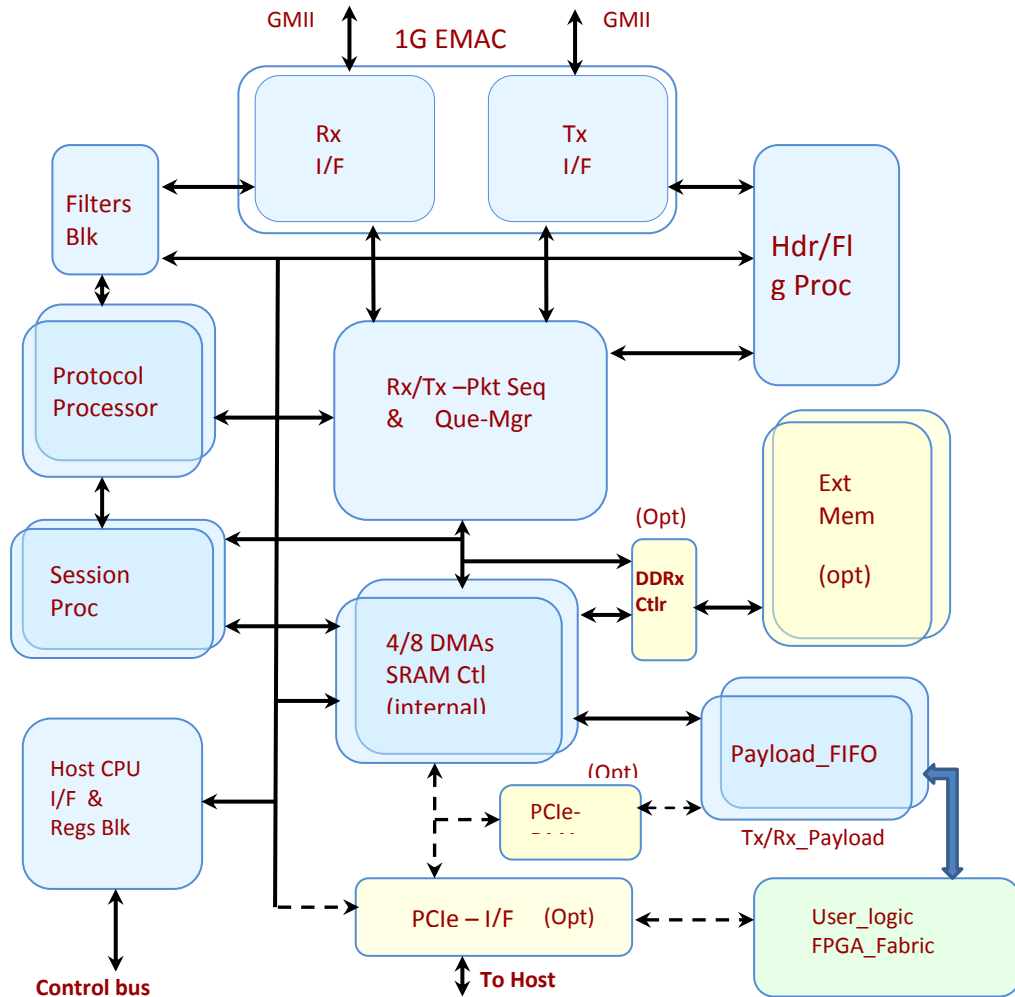 GMII
GMII
1G EMAC
Rx
I/F
Tx
I/F
Filters
Blk
Hdr/Fl
g Proc
Protocol
Processor
Rx/Tx –Pkt Seq
& Que-Mgr
Ext
Mem
(opt)
(Opt)
DDRx
Ctlr
Session
Proc
4/8 DMAs
SRAM Ctl
(internal)
Payload_FIFO
Host CPU
I/F &
Regs Blk
(Opt)
PCIe-
Tx/Rx_Payload
PCIe – I/F (Opt)
User_logic
FPGA_Fabric
Control bus
To Host